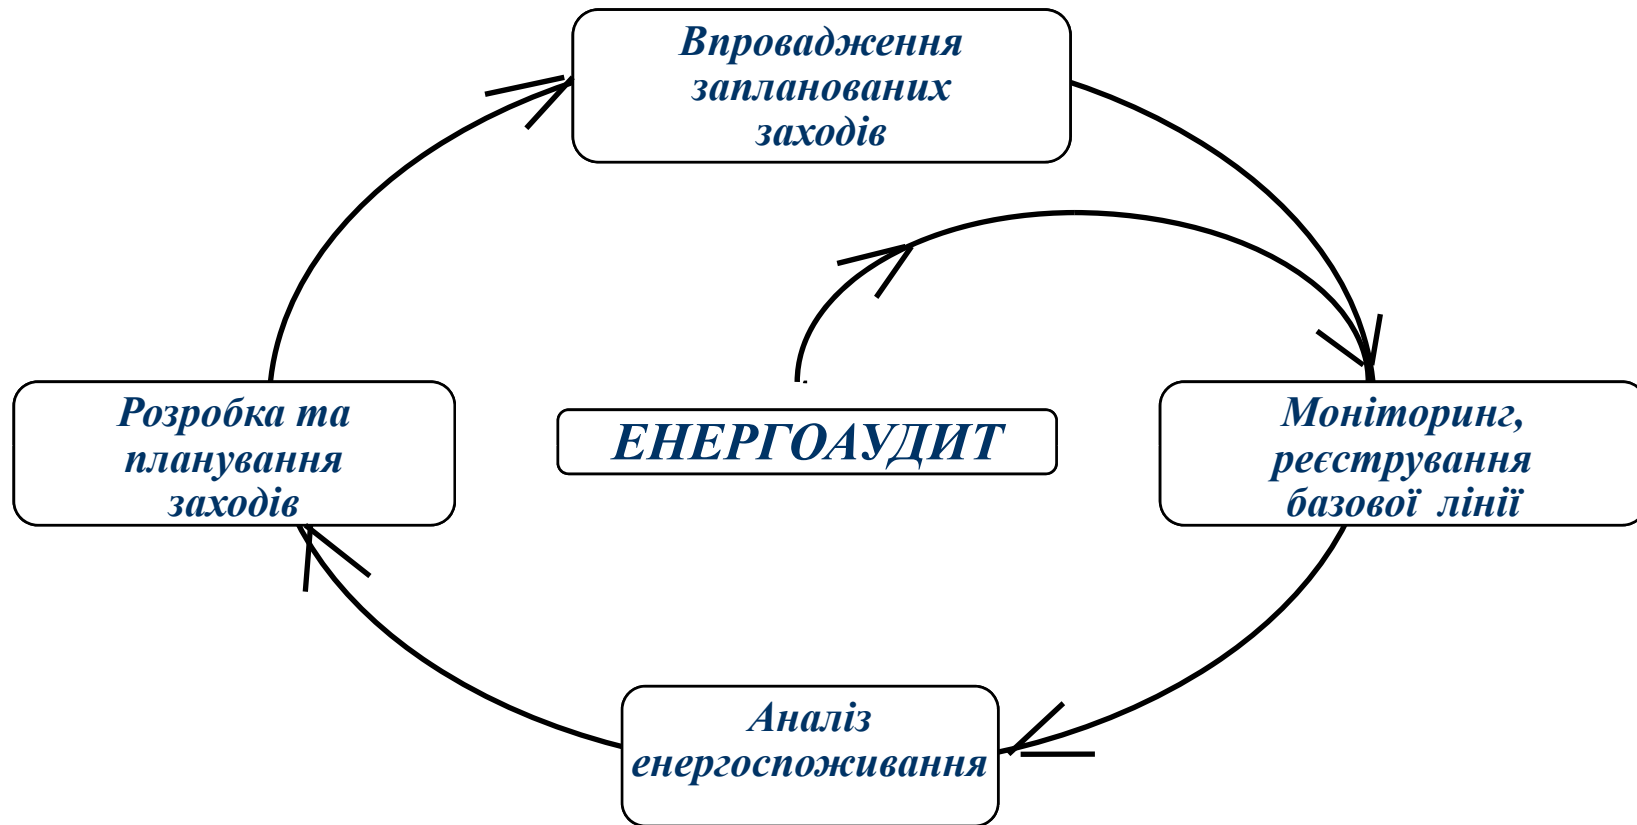 Впровадження
запланованих
заходів
Розробка та
планування
заходів
ЕНЕРГОАУДИТ
Моніторинг,
реєстрування
базової лінії
Аналіз
енергоспоживання